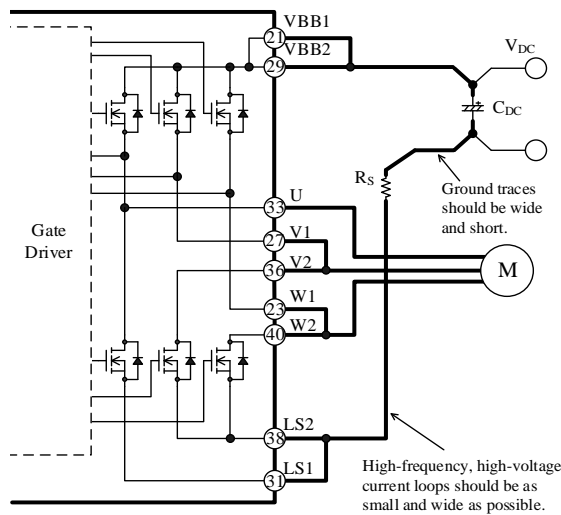 VBB1
21
VBB2
29
VDC
CDC
RS
Ground traces
should be wide
and short.
U
33
Gate
Driver
V1
27
V2
36
M
W1
23
W2
40
LS2
38
LS1
31
High-frequency, high-voltage
current loops should be as
small and wide as possible.